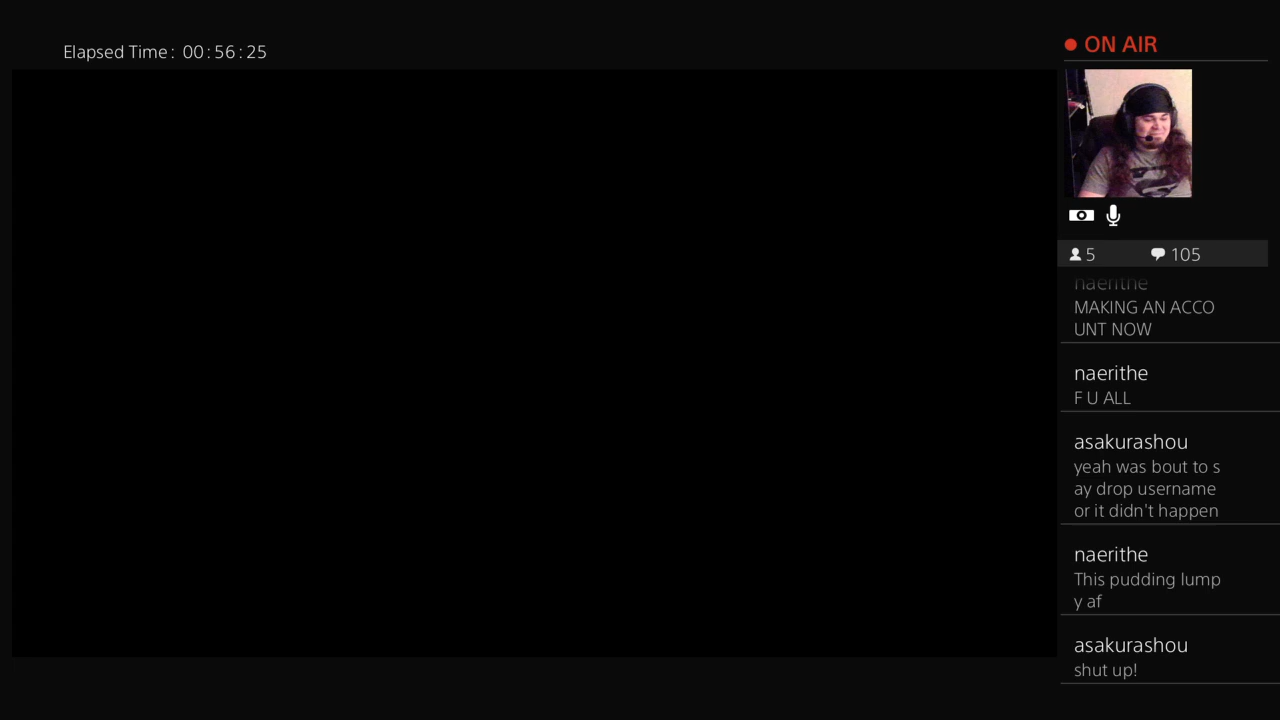 Elapsed Time: 00:56:25
ON AIR
5
105
naerithe
MAKING AN ACCO
UNT NOW
naerithe
F U ALL
asakurashou
yeah was bout to s
ay drop username
or it didn't happen
naerithe
This pudding lump
y af
asakurashou
shut up!